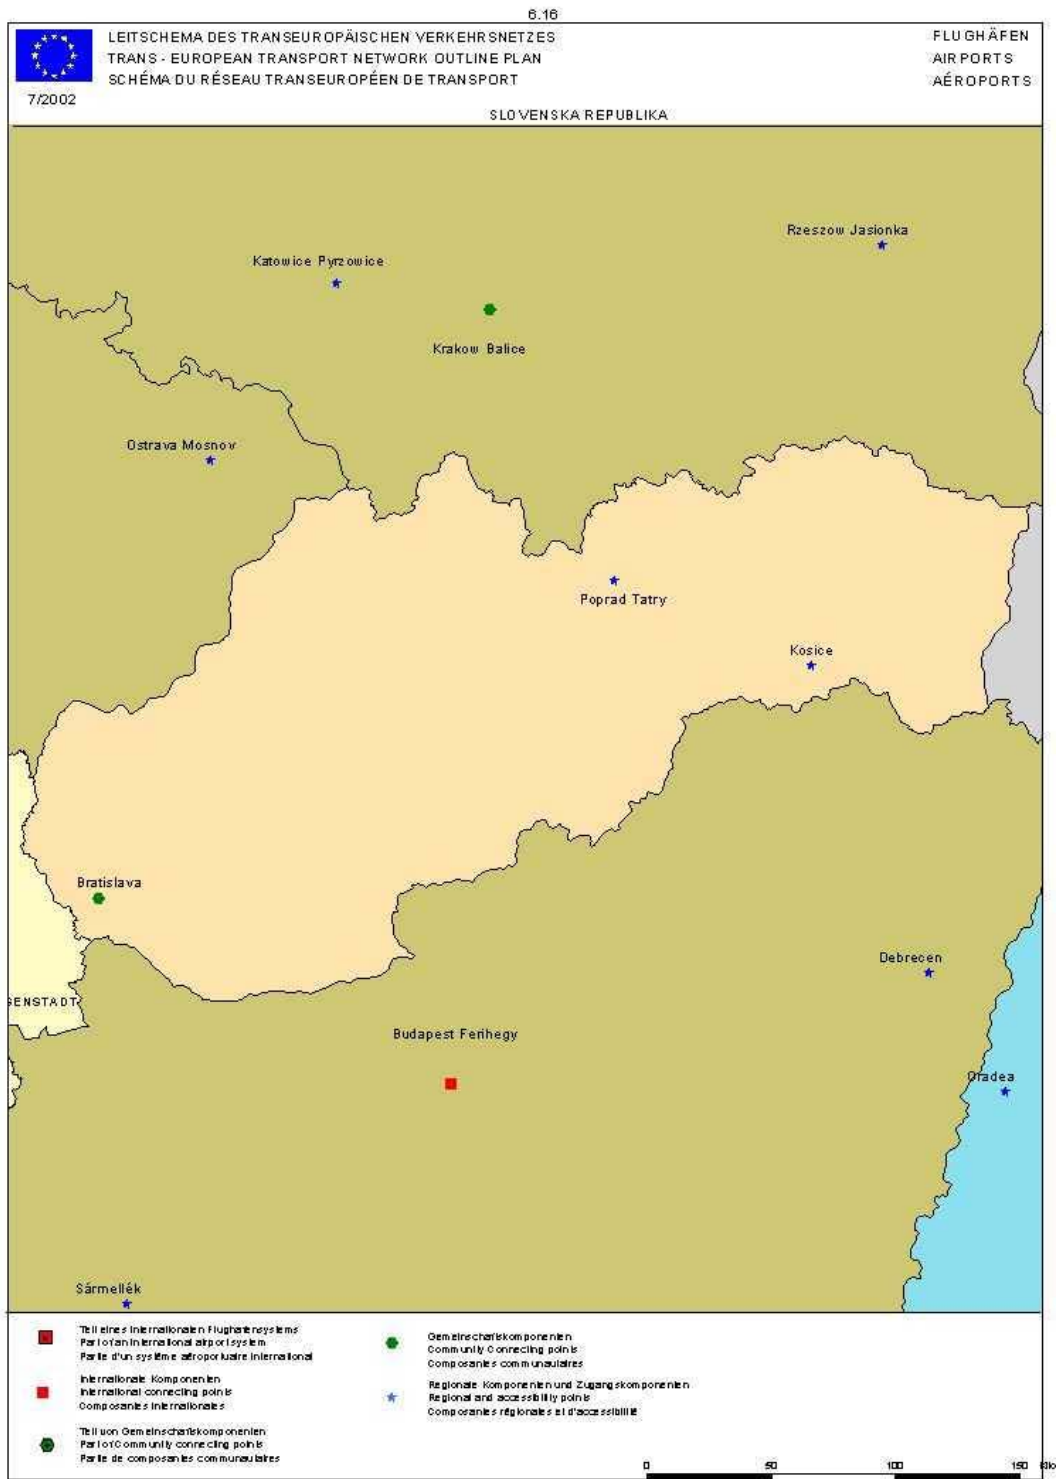 6.16
LEITSCHEMA DES TRANSEUROPÄISCHEN VERKEHRSNETZES
TRANS - EUROPEAN TRANSPORT NETWORK OUTLINE PLAN
SCHÉMA DU RÉSEAU TRANSEUROPÉEN DE TRANSPORT
FLUGHÄFEN
AIRPORTS
AÉROPORTS
7/2002
SLOVENSKA REPUBLIKA
Rzeszow Jasionka
Katowice Pyrzowice
Krakow Balice
Ostrava Mosnov
Poprad Tatry
Kosice
Bratislava
Debrecen
SENSTADT
Budapest Ferihegy
Oradea
Sármellék
Teil eines Internationalen Flughafensystems
Part of an international airport system
Partie d'un système aéroportuaire international
Internationale Komponenten
International connecting points
Composantes internationales
Teil von Gemeinschaftskomponenten
Part of Community connecting points
Partie de composantes communautaires
Gemeinschaftskomponenten
Community Connecting points
Composantes communautaires
Regionale Komponenten und Zugangskomponenten
Regional and accessibility points
Composantes régionales et d'accessibilité
0 50 100 150